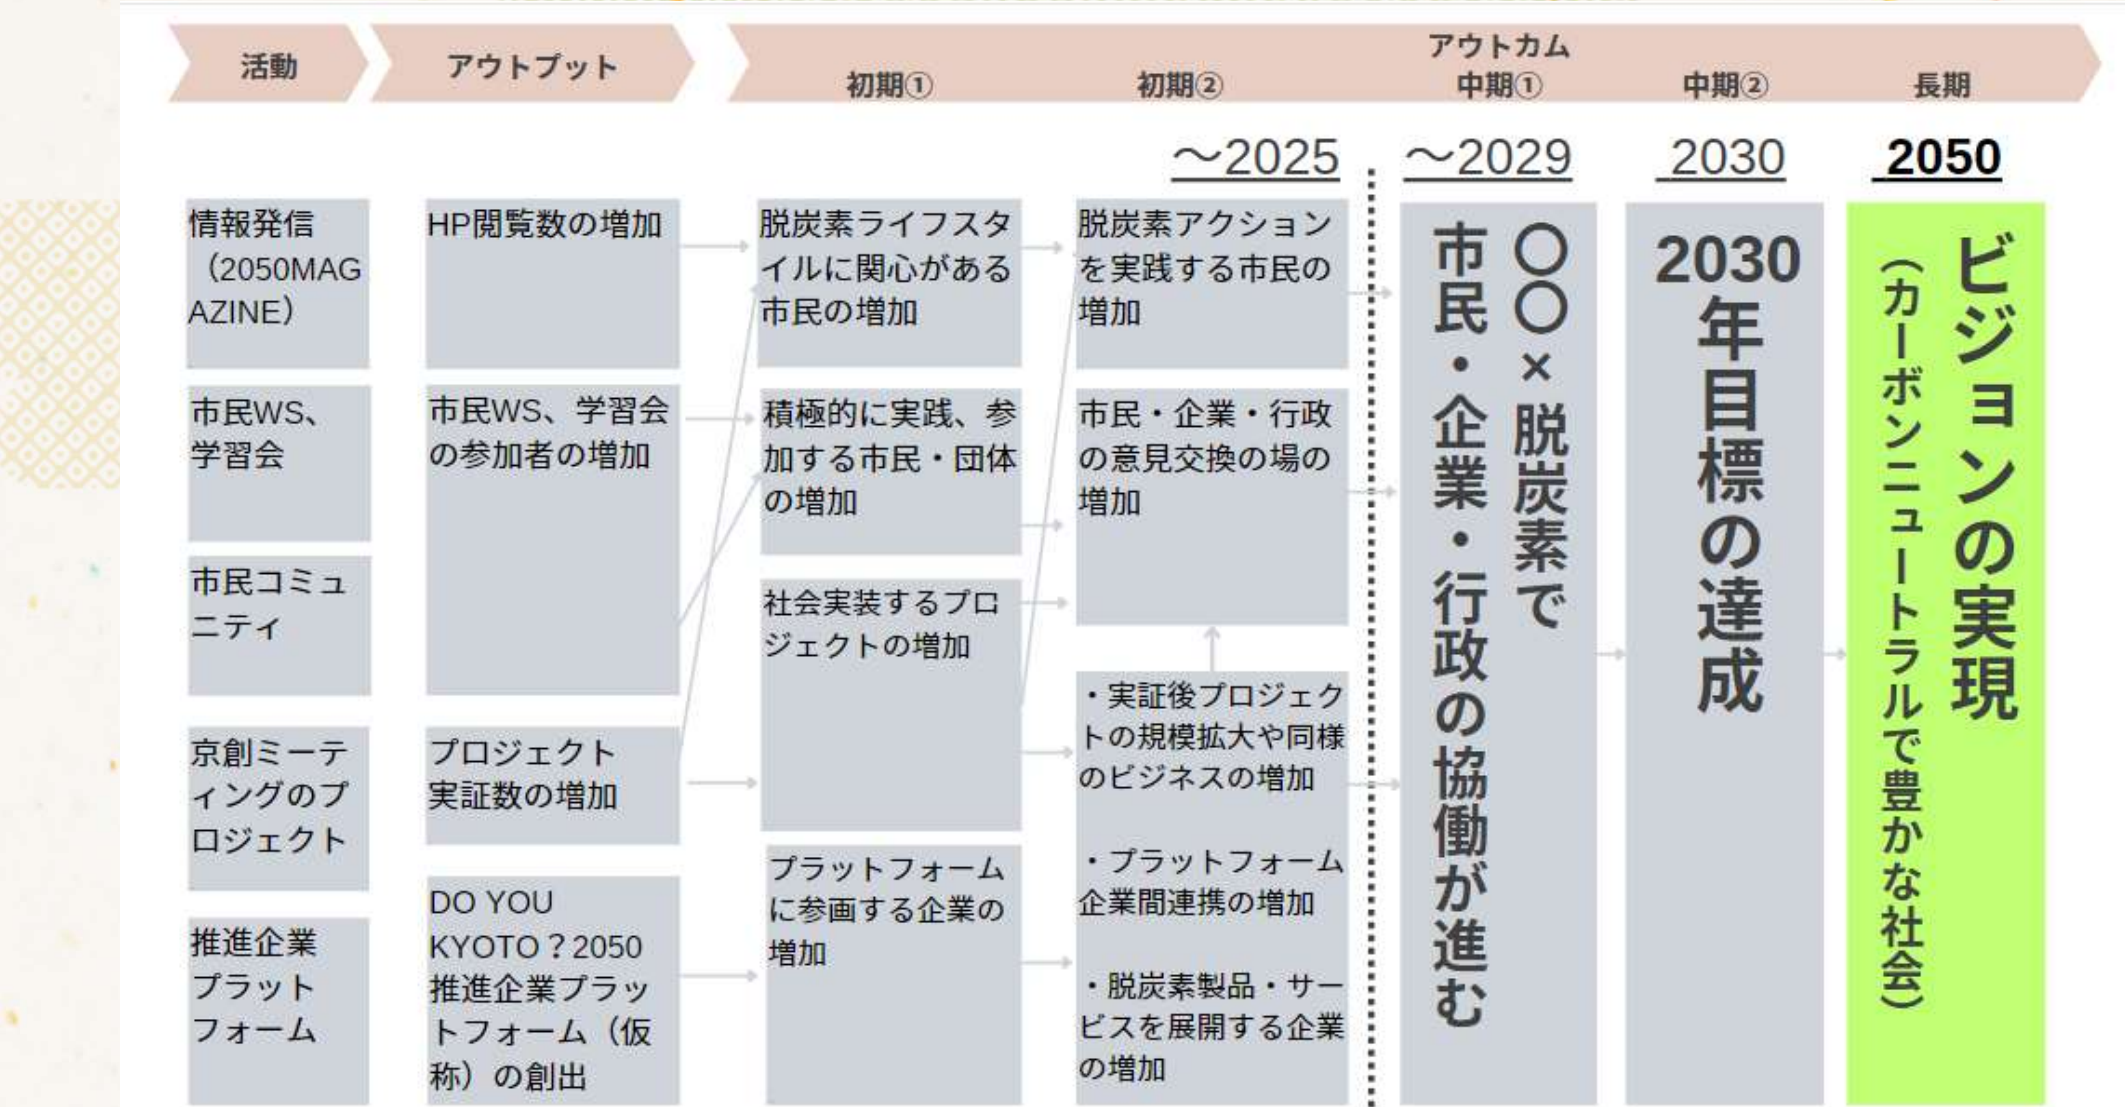 活動
アウトプット
アウトカム
初期①
初期②
中期①
中期②
長期
～2025
～2029
2030
2050
情報発信
（2050MAG
AZINE）
市民WS、
学習会
市民コミュ
ニティ
京創ミーテ
ィングのプ
ロジェクト
推進企業
プラット
フォーム
HP閲覧数の増加
市民WS、学習会
の参加者の増加
プロジェクト
実証数の増加
DO YOU
KYOTO？2050
推進企業プラッ
トフォーム（仮
称）の創出
脱炭素ライフスタ
イルに関心がある
市民の増加
積極的に実践、参
加する市民・団体
の増加
社会実装するプロ
ジェクトの増加
プラットフォーム
に参画する企業の
増加
脱炭素アクション
を実践する市民の
増加
市民・企業・行政
の意見交換の場の
増加
・実証後プロジェク
トの規模拡大や同様
のビジネスの増加
・プラットフォーム
企業間連携の増加
・脱炭素製品・サー
ビスを展開する企業
の増加
〇〇×脱炭素で
市民・企業・行政の協働が進む
2030年目標の達成
ビジョンの実現
（カーボンニュートラルで豊かな社会）